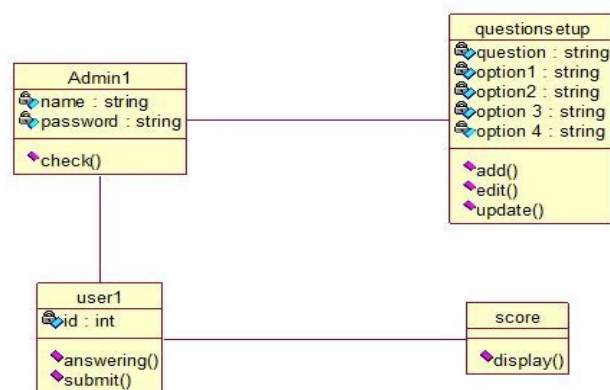 Admin1
name : string
password : string
check()
questionsetup
question : string
option1 : string
option2 : string
option 3 : string
option 4 : string
add()
edit()
update()
user1
id : int
answering()
submit()
score
display()